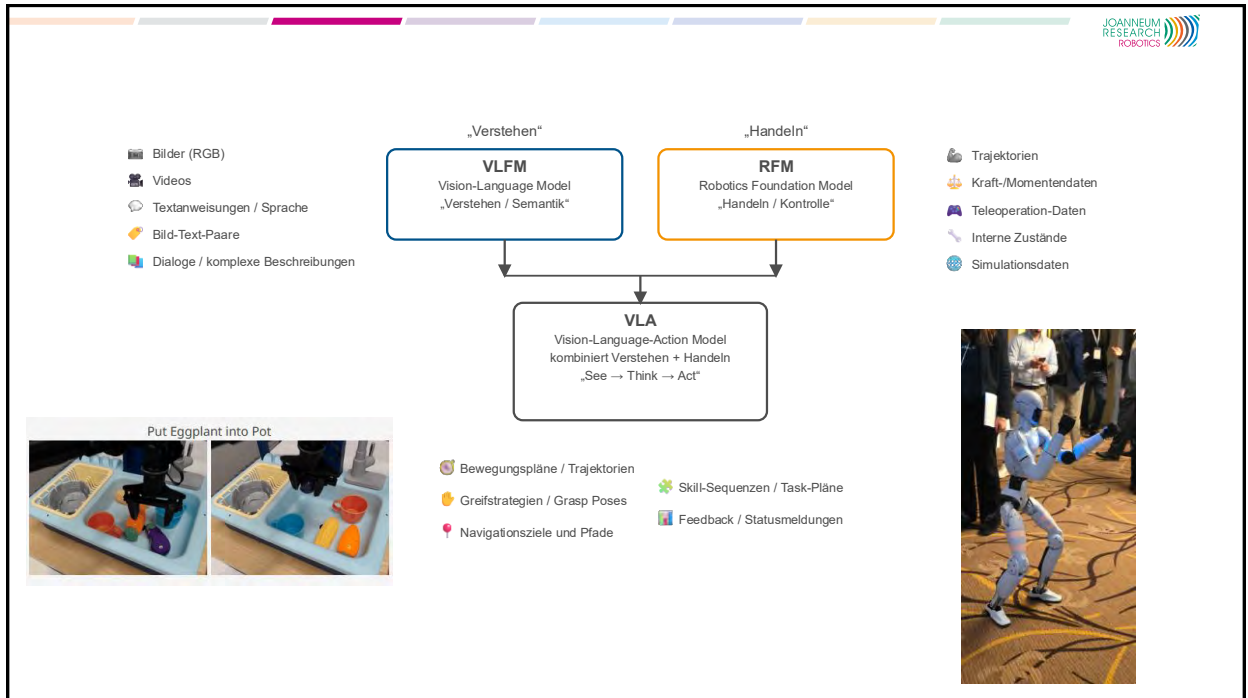 JOANNEUM
RESEARCH
ROBOTICS
„Verstehen“
„Handeln“
Bilder (RGB)
Videos
Textanweisungen / Sprache
Bild-Text-Paare
Dialoge / komplexe Beschreibungen
VLFM
Vision-Language Model
„Verstehen / Semantik“
RFM
Robotics Foundation Model
„Handeln / Kontrolle“
Trajektorien
Kraft-/Momentendaten
Teleoperation-Daten
Interne Zustände
Simulationsdaten
VLA
Vision-Language-Action Model
kombiniert Verstehen + Handeln
„See → Think → Act“
Put Eggplant into Pot
Bewegungspläne / Trajektorien
Greifstrategien / Grasp Poses
Navigationsziele und Pfade
Skill-Sequenzen / Task-Pläne
Feedback / Statusmeldungen